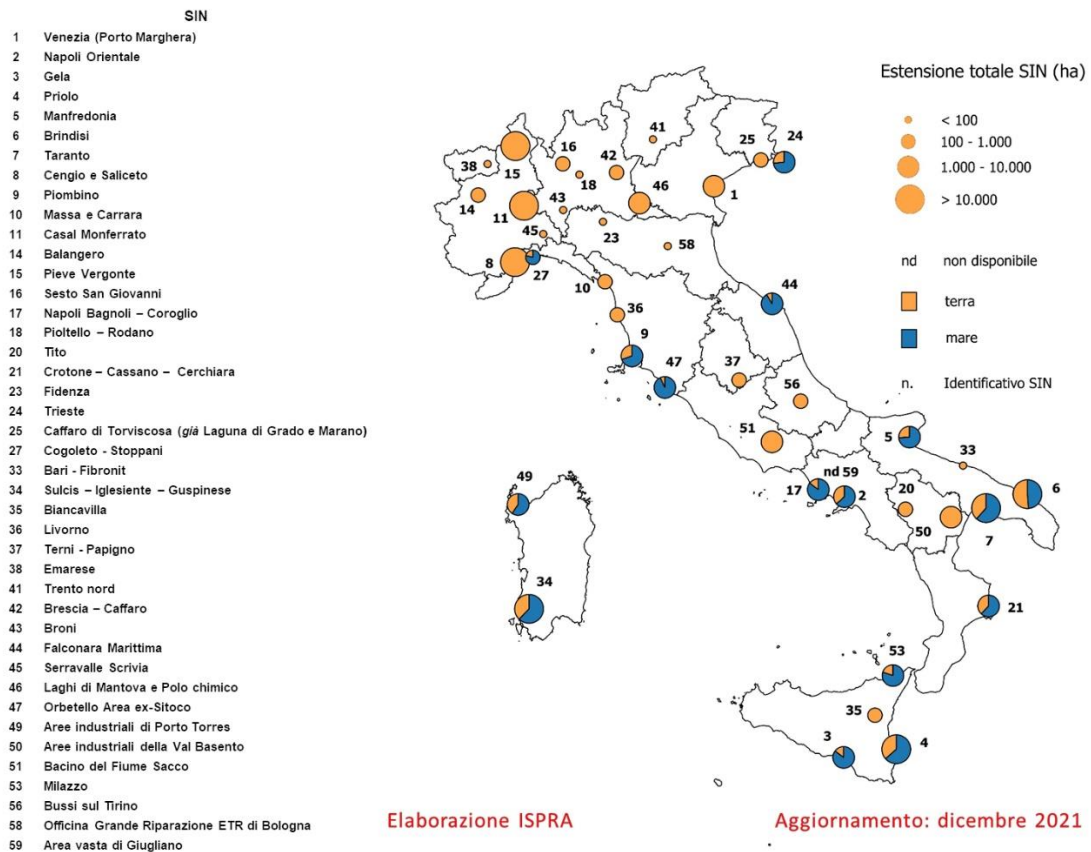 SIN
1 Venezia (Porto Marghera)
2 Napoli Orientale
3 Gela
4 Priolo
5 Manfredonia
6 Brindisi
7 Taranto
8 Cengio e Saliceto
9 Piombino
10 Massa e Carrara
11 Casal Monferrato
14 Balangero
15 Pieve Vergonte
16 Sesto San Giovanni
17 Napoli Bagnoli – Coroglio
18 Pioltello – Rodano
20 Tito
21 Crotone – Cassano – Cerchiara
23 Fidenza
24 Trieste
25 Caffaro di Torviscosa (già Laguna di Grado e Marano)
27 Cogoleto - Stoppani
33 Bari - Fibronit
34 Sulcis – Iglesiente – Guspinese
35 Biancavilla
36 Livorno
37 Terni - Papigno
38 Emarese
41 Trento nord
42 Brescia – Caffaro
43 Broni
44 Falconara Marittima
45 Serravalle Scrivia
46 Laghi di Mantova e Polo chimico
47 Orbetello Area ex-Sitoco
49 Aree industriali di Porto Torres
50 Aree industriali della Val Basento
51 Bacino del Fiume Sacco
53 Milazzo
56 Bussi sul Tirino
58 Officina Grande Riparazione ETR di Bologna
59 Area vasta di Giugliano
Estensione totale SIN (ha)
< 100
100 - 1.000
1.000 - 10.000
> 10.000
nd non disponibile
terra
mare
n. Identificativo SIN
41
25
24
16
42
38
15
18
46
1
14
11
43
45
23
58
8
27
10
44
36
9
47
37
56
51
5
33
nd 59
17
2
20
50
7
6
49
34
21
53
35
3
4
Elaborazione ISPRA
Aggiornamento: dicembre 2021